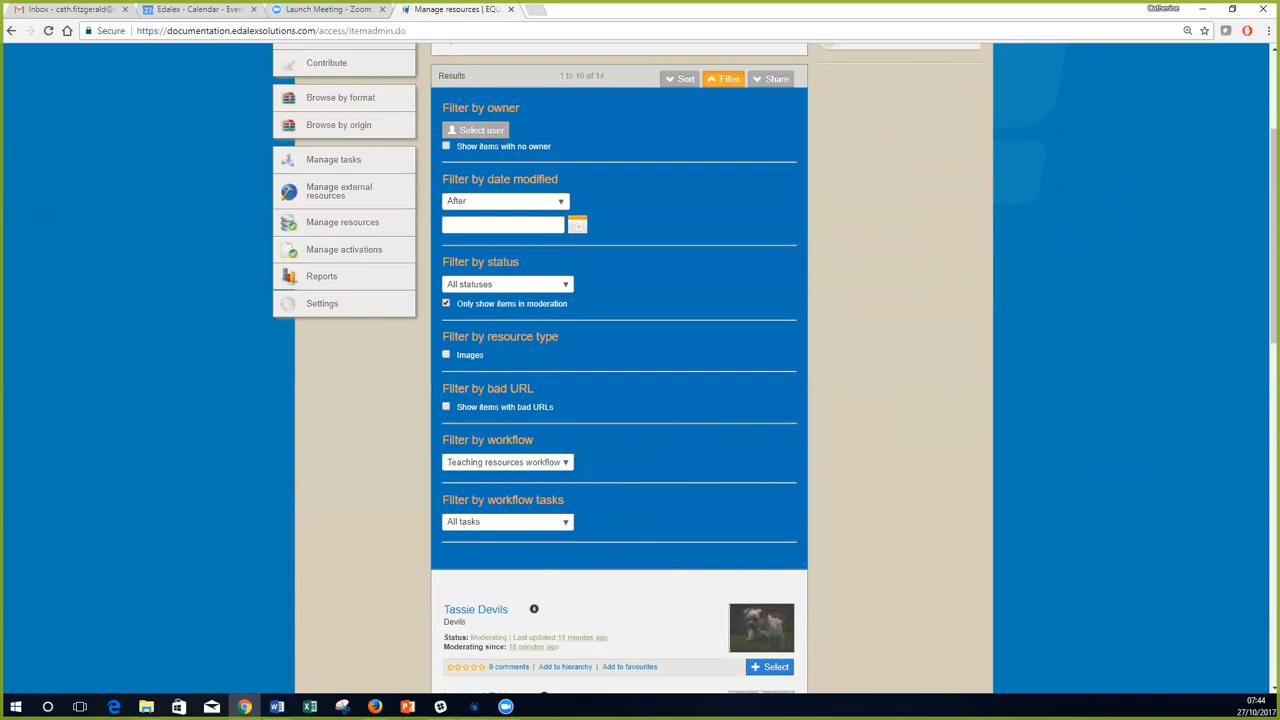 Inbox - cath.fitzgerald@
Edalex - Calendar - Even
Launch Meeting - Zoom
Manage resources | EQU
Catherine
Secure
https://documentation.edalexsolutions.com/access/itemadmin.do
Contribute
Browse by format
Browse by origin
Manage tasks
Manage external
resources
Manage resources
Manage activations
Reports
Settings
Results
1 to 10 of 14
Sort
Filter
Share
Filter by owner
Select user
Show items with no owner
Filter by date modified
After
Filter by status
All statuses
Only show items in moderation
Filter by resource type
Images
Filter by bad URL
Show items with bad URLs
Filter by workflow
Teaching resources workflow
Filter by workflow tasks
All tasks
Tassie Devils
Devils
Status: Moderating | Last updated: 18 minutes ago
Moderating since: 16 minutes ago
0 comments | Add to hierarchy | Add to favourites
Select
07:44
27/10/2017